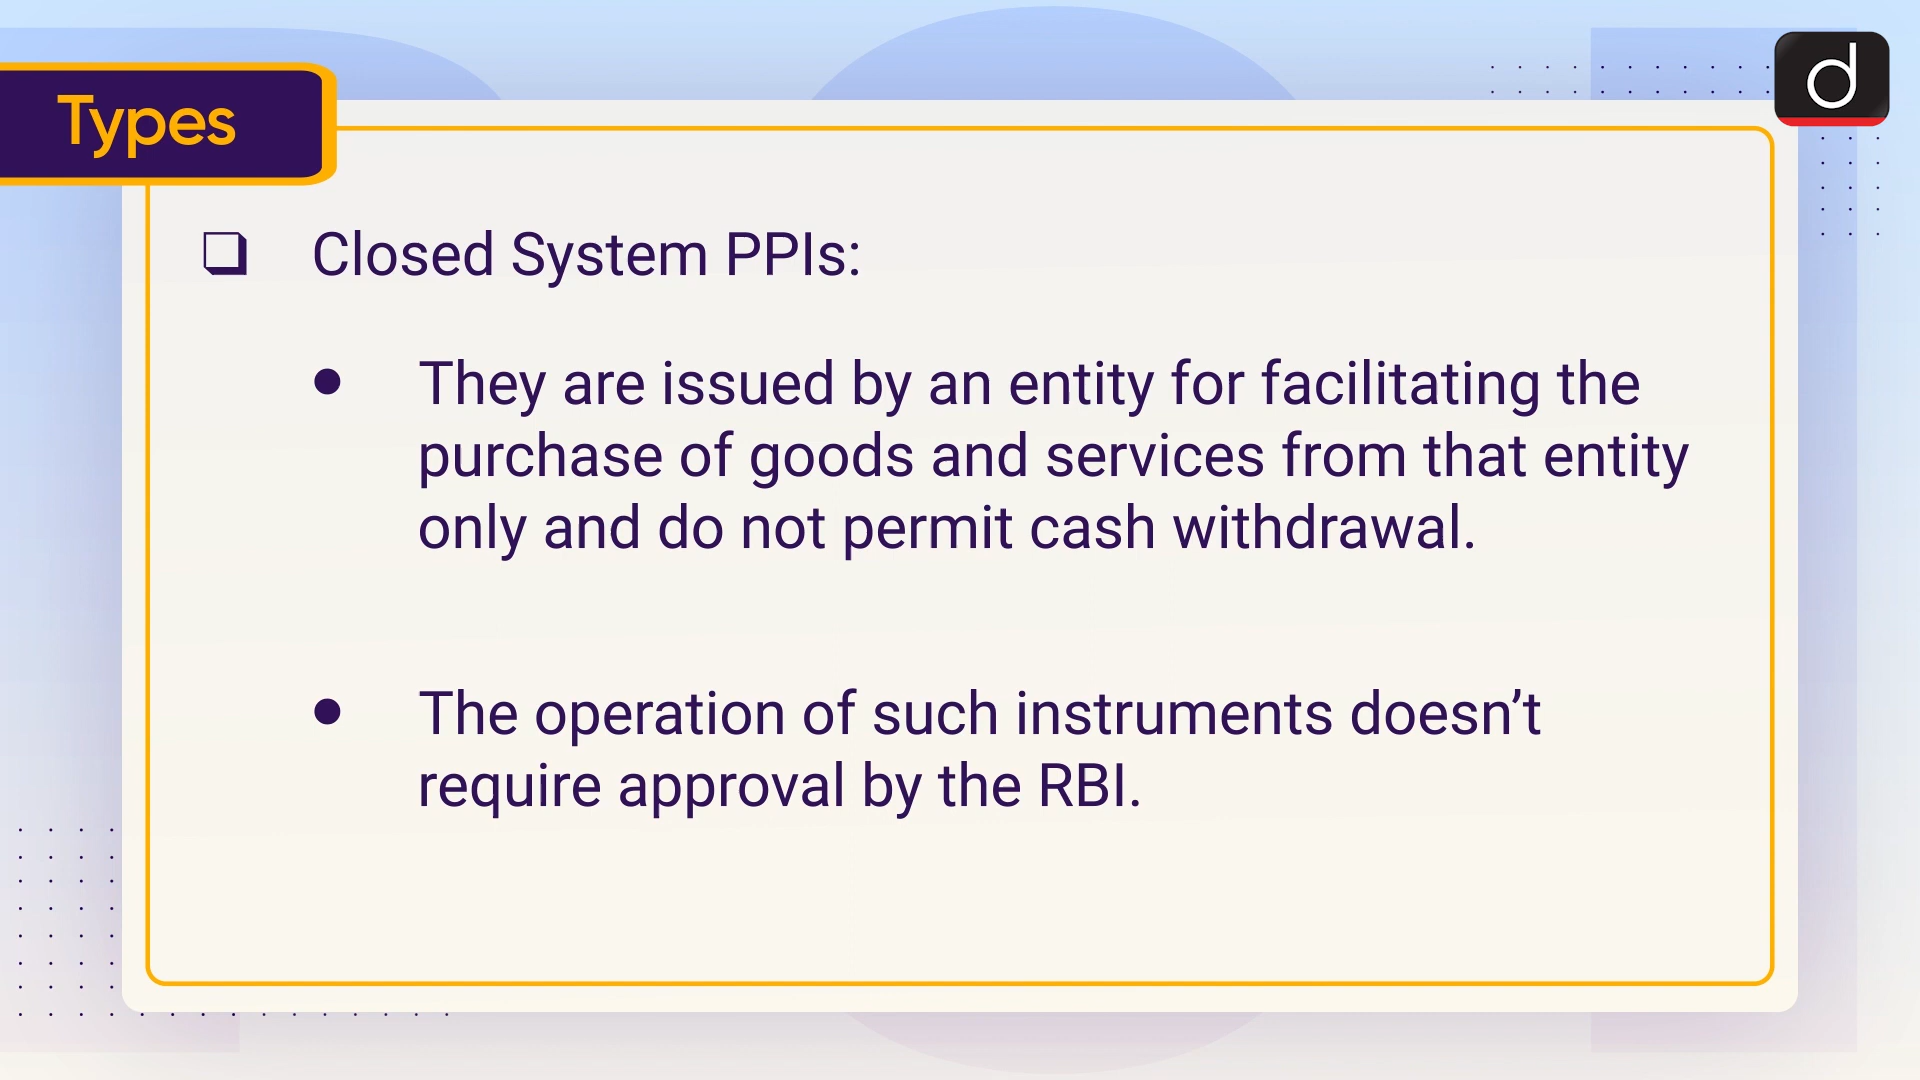 Types
d
❑ Closed System PPIs:
● They are issued by an entity for facilitating the
purchase of goods and services from that entity
only and do not permit cash withdrawal.
● The operation of such instruments doesn’t
require approval by the RBI.